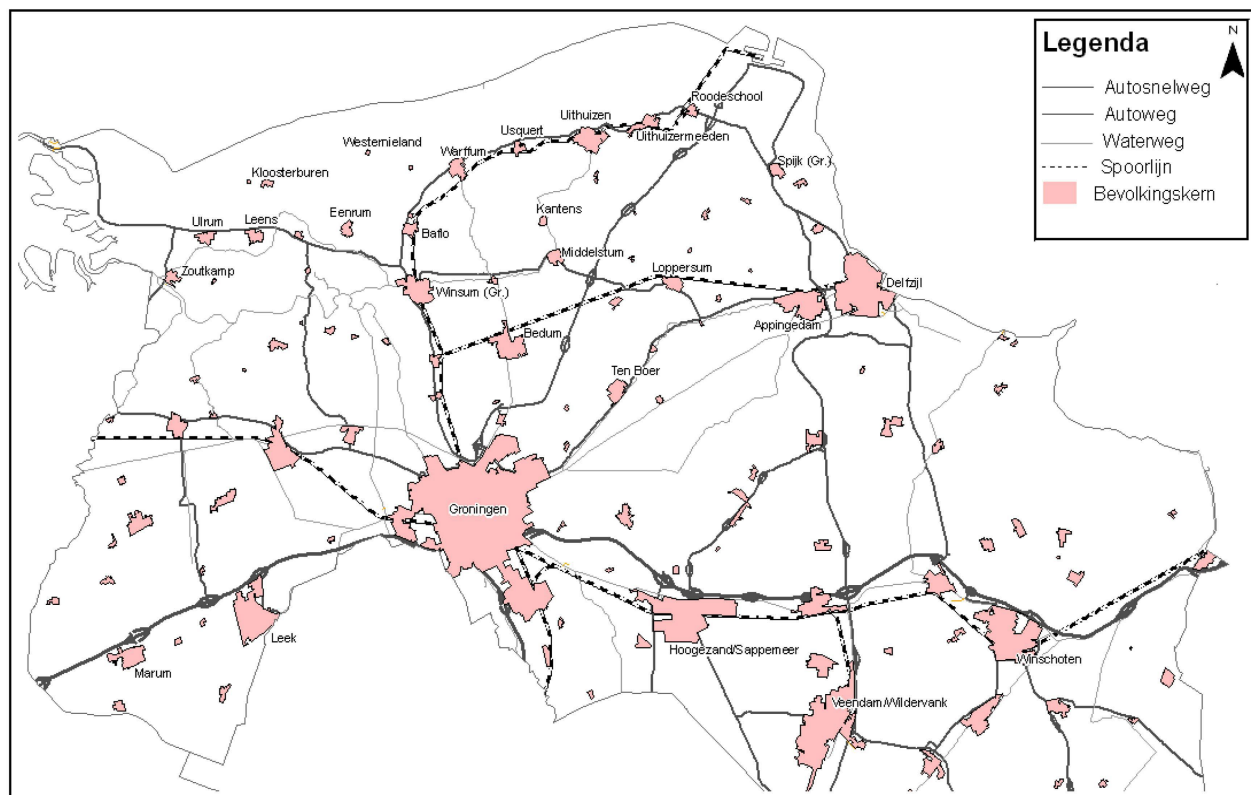 Legenda
N
Autosnelweg
Autoweg
Waterweg
Spoorlijn
Bevolkingskern
Roodeschool
Uithuizen
Usquert
Uithuizermeeden
Westernieland
Warffum
Spijk (Gr.)
Kloosterburen
Kantens
Eenrum
Ulrum
Leens
Baflo
Middelstum
Zoutkamp
Loppersum
Delfzijl
Winsum (Gr.)
Appingedam
Bedum
Ten Boer
Groningen
Leek
Hoogezand/Sappemeer
Winschoten
Marum
Veendam/Wildervank